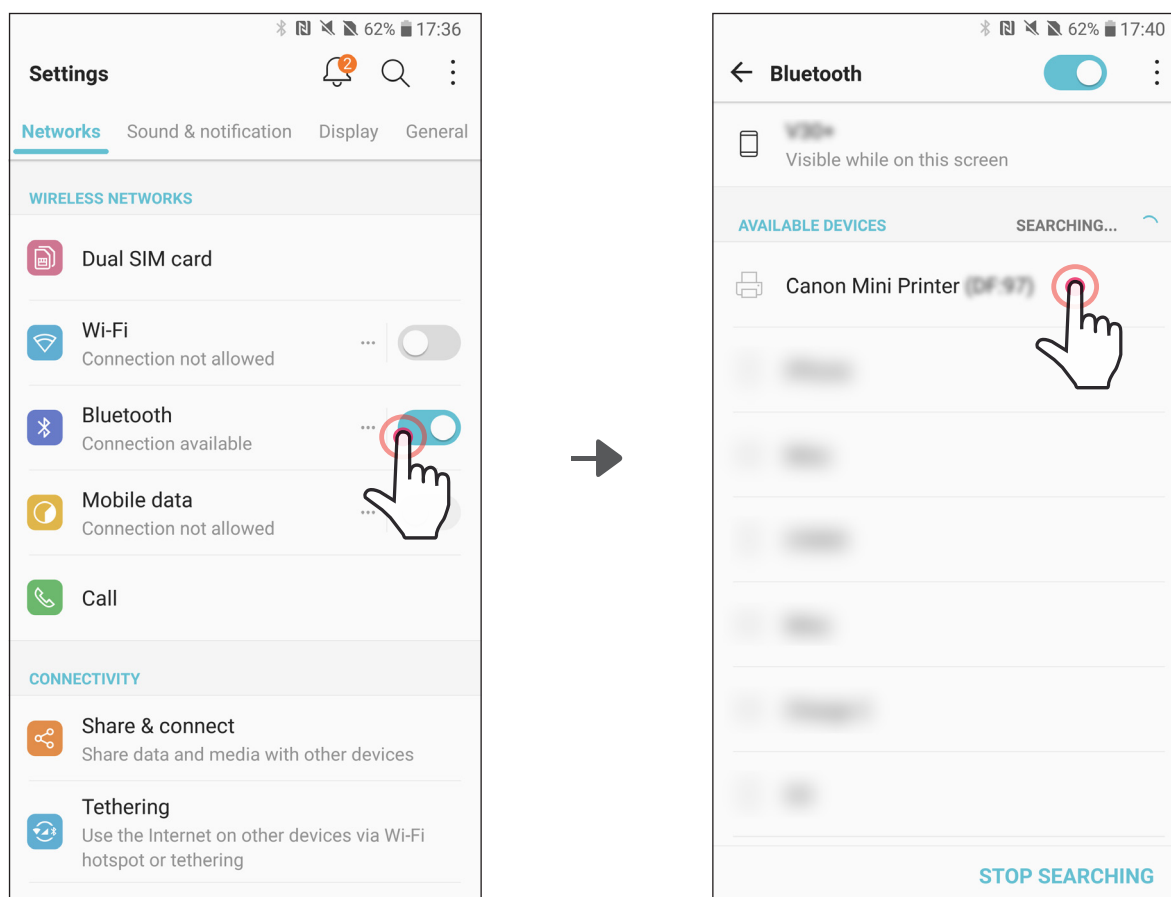 62% 17:36
Settings
2
Networks Sound & notification Display General
WIRELESS NETWORKS
Dual SIM card
Wi-Fi
Connection not allowed
Bluetooth
Connection available
Mobile data
Connection not allowed
Call
CONNECTIVITY
Share & connect
Share data and media with other devices
Tethering
Use the Internet on other devices via Wi-Fi
hotspot or tethering
62% 17:40
Bluetooth
V30+
Visible while on this screen
AVAILABLE DEVICES SEARCHING...
Canon Mini Printer (DF:97)
STOP SEARCHING